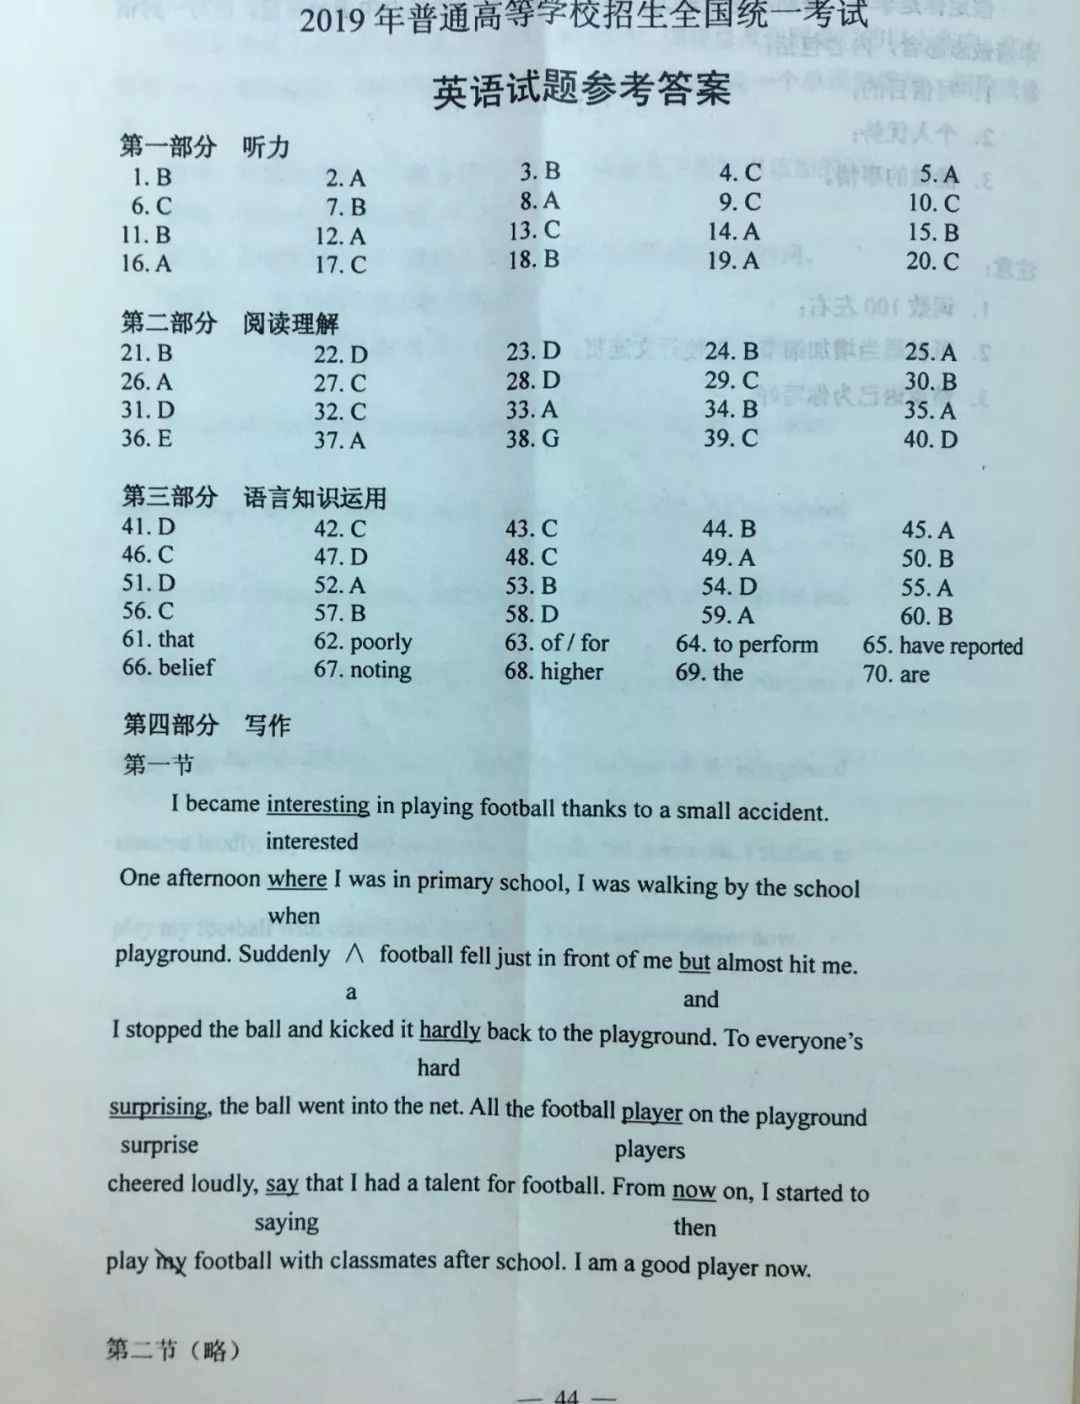 2019年普通高等学校招生全国统一考试
英语试题参考答案
第一部分 听力
1. B 2. A 3. B 4. C 5. A
6. C 7. B 8. A 9. C 10. C
11. B 12. A 13. C 14. A 15. B
16. A 17. C 18. B 19. A 20. C
第二部分 阅读理解
21. B 22. D 23. D 24. B 25. A
26. A 27. C 28. D 29. C 30. B
31. D 32. C 33. A 34. B 35. A
36. E 37. A 38. G 39. C 40. D
第三部分 语言知识运用
41. D 42. C 43. C 44. B 45. A
46. C 47. D 48. C 49. A 50. B
51. D 52. A 53. B 54. D 55. A
56. C 57. B 58. D 59. A 60. B
61. that 62. poorly 63. of / for 64. to perform 65. have reported
66. belief 67. noting 68. higher 69. the 70. are
第四部分 写作
第一节
I became interesting in playing football thanks to a small accident.
interested
One afternoon where I was in primary school, I was walking by the school
when
playground. Suddenly ∧ football fell just in front of me but almost hit me.
a and
I stopped the ball and kicked it hardly back to the playground. To everyone's
hard
surprising, the ball went into the net. All the football player on the playground
surprise players
cheered loudly, say that I had a talent for football. From now on, I started to
saying then
play my football with classmates after school. I am a good player now.
第二节（略）
— 44 —